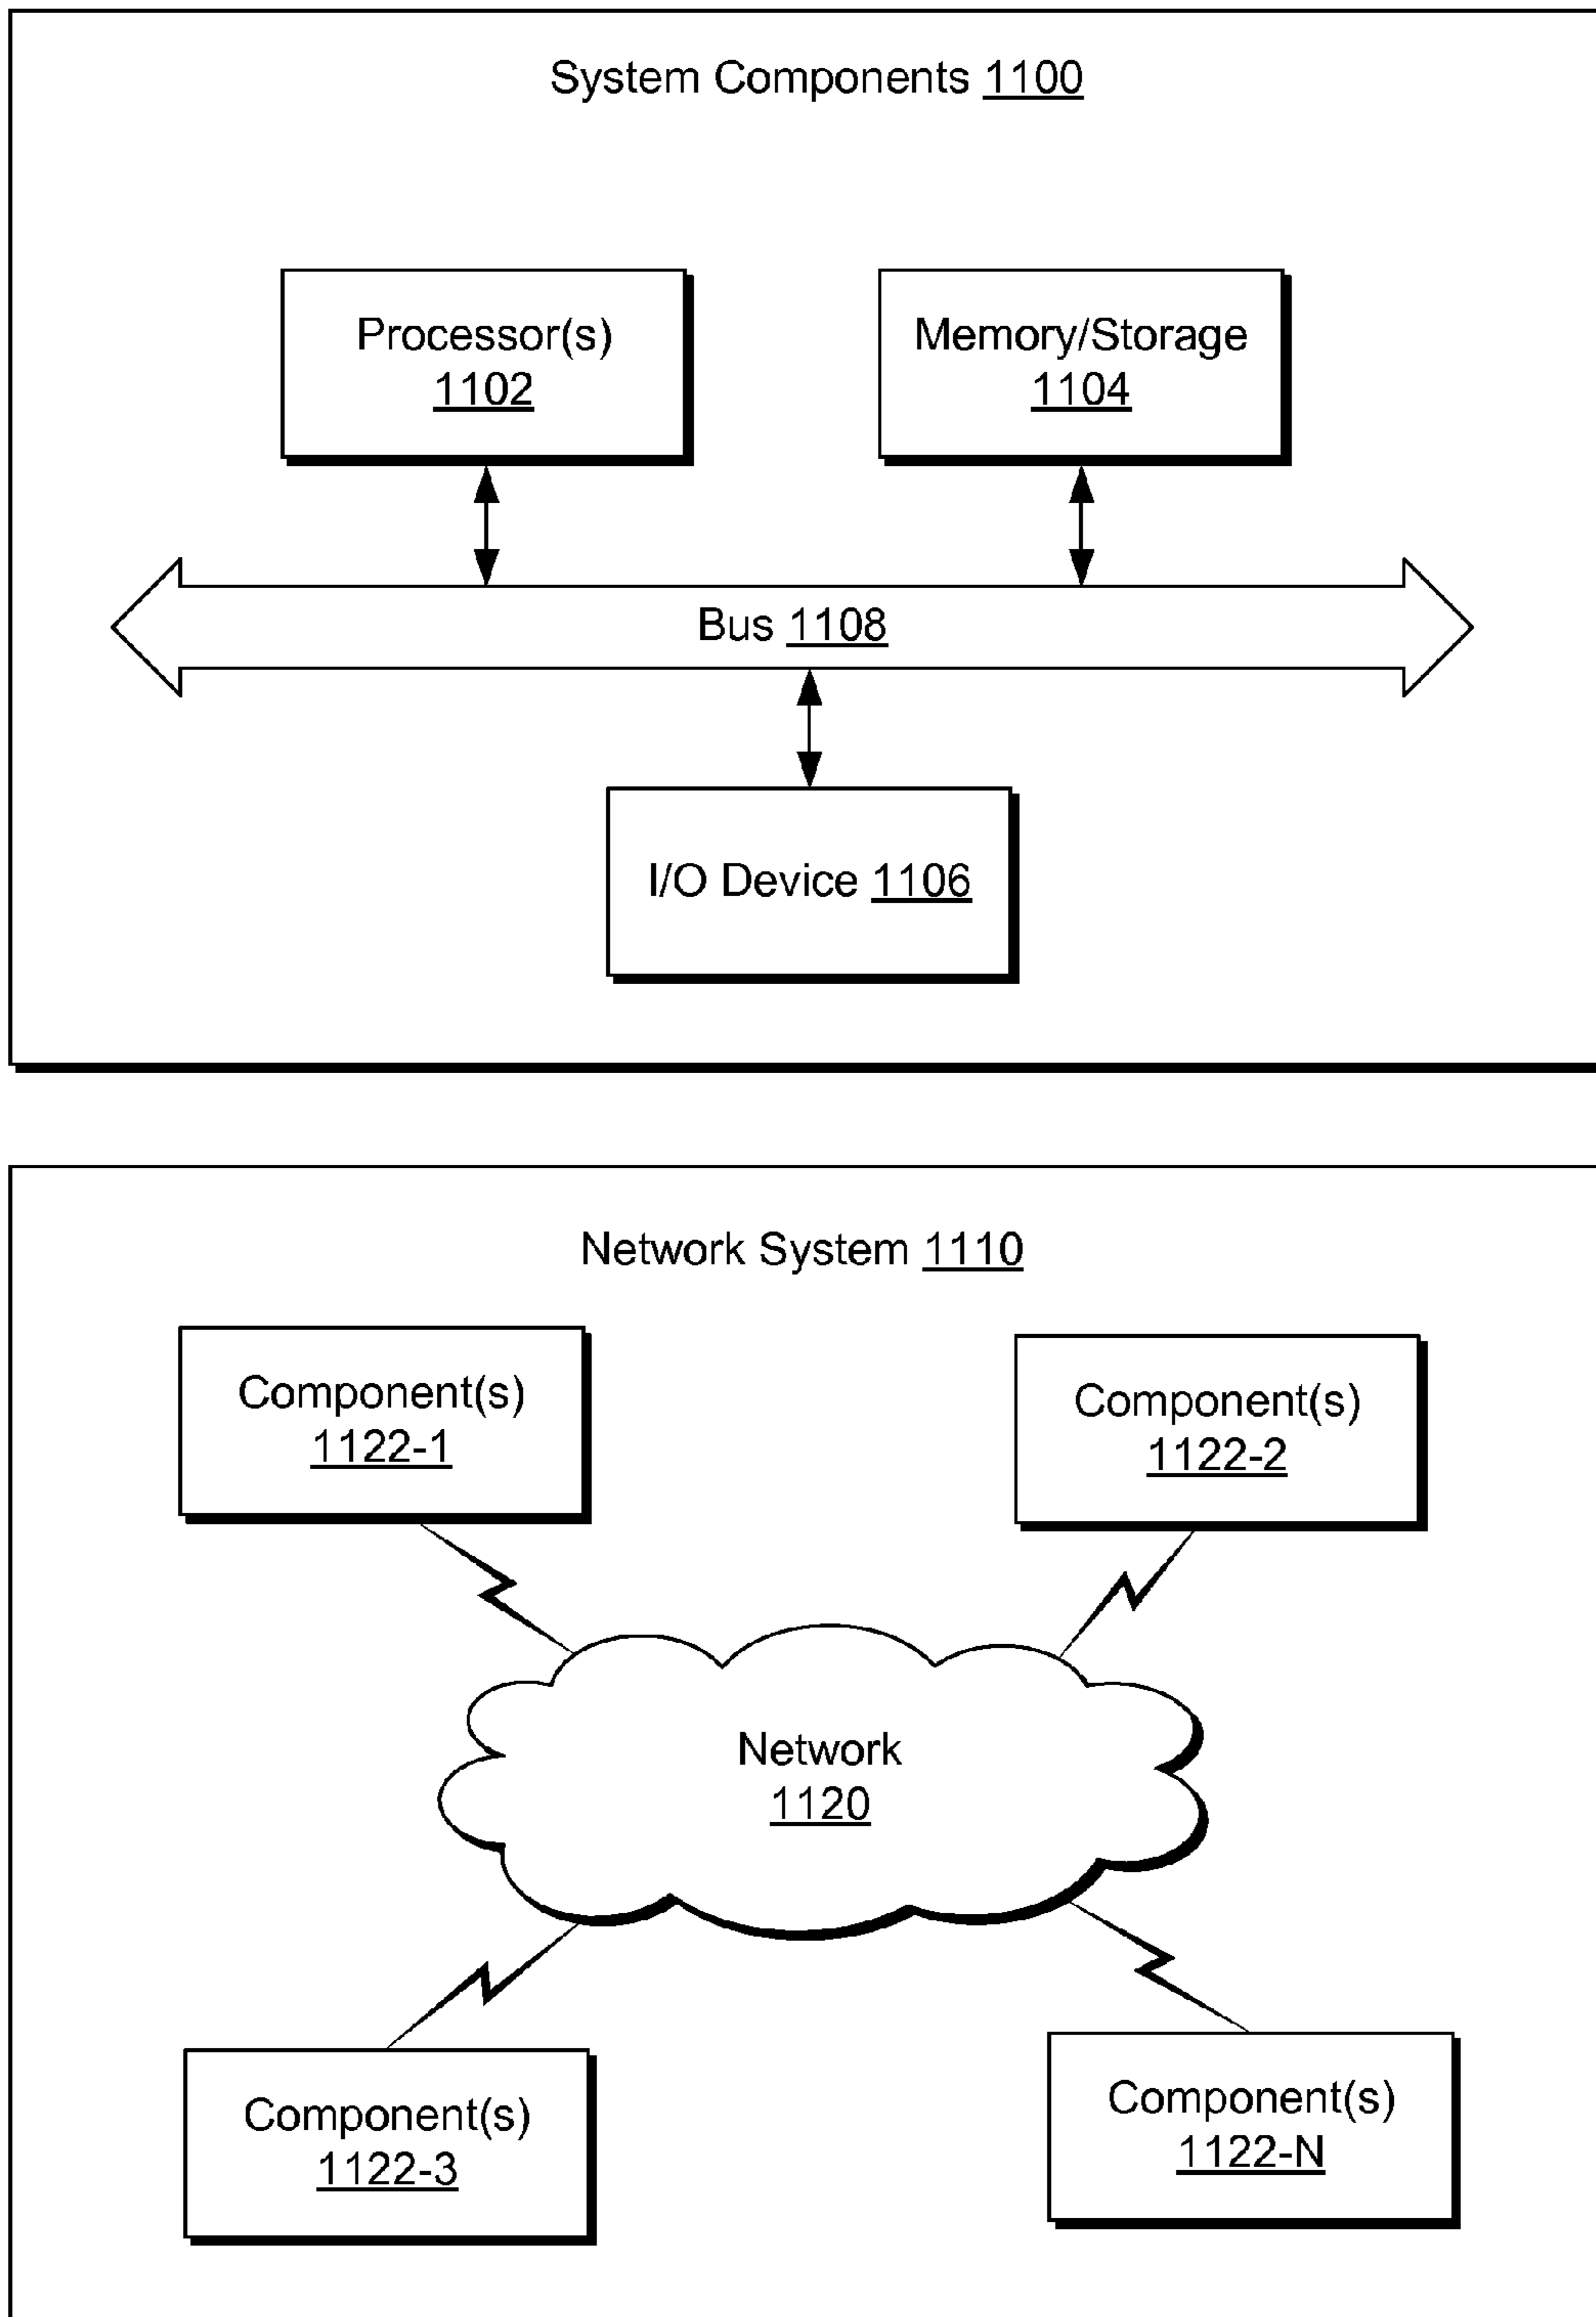 System Components 1100
Processor(s)
1102
Memory/Storage
1104
Bus 1108
I/O Device 1106
Network System 1110
Component(s)
1122-1
Component(s)
1122-2
Network
1120
Component(s)
1122-3
Component(s)
1122-N